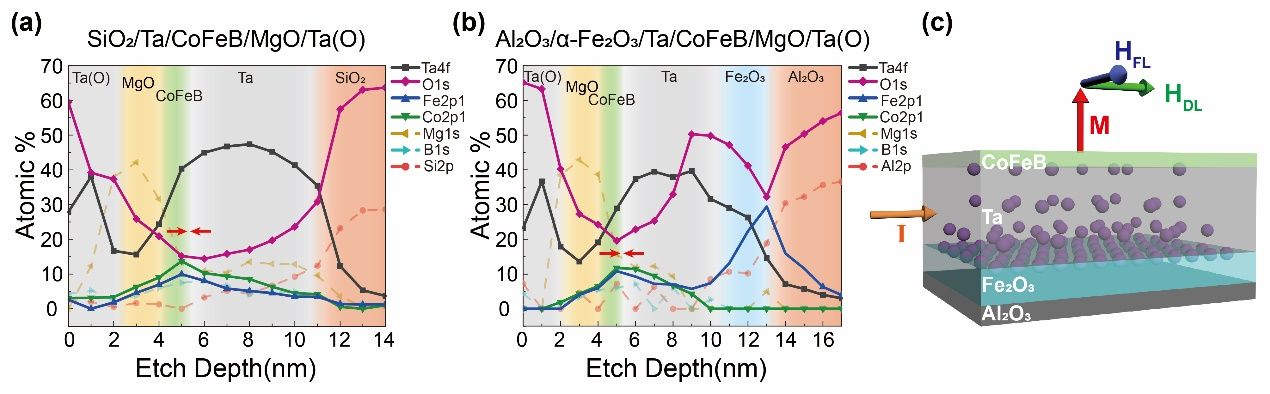 (a)
SiO₂/Ta/CoFeB/MgO/Ta(O)
Ta(O)
MgO
CoFeB
Ta
SiO₂
70
60
50
40
30
20
10
0
Atomic %
0 2 4 6 8 10 12 14
Etch Depth(nm)
Ta4f
O1s
Fe2p1
Co2p1
Mg1s
B1s
Si2p
(b)
Al₂O₃/α-Fe₂O₃/Ta/CoFeB/MgO/Ta(O)
Ta(O)
MgO
CoFeB
Ta
Fe₂O₃
Al₂O₃
70
60
50
40
30
20
10
0
Atomic %
0 2 4 6 8 10 12 14 16
Etch Depth(nm)
Ta4f
O1s
Fe2p1
Co2p1
Mg1s
B1s
Al2p
(c)
H_FL
H_DL
M
CoFeB
Ta
I
Fe₂O₃
Al₂O₃